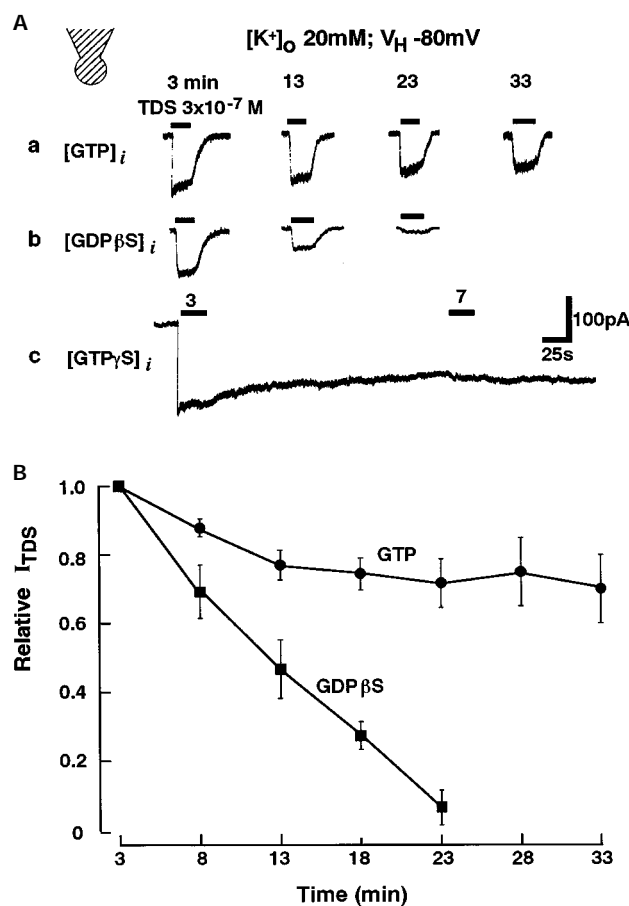 A
[K+]o 20mM; VH -80mV
3 min 13 23 33
TDS 3x10-7 M
a [GTP]i
b [GDPβS]i
3 7
100pA
25s
c [GTPγS]i
B
1.0
0.8
0.6
0.4
0.2
0
Relative ITDS
GTP
GDPβS
3 8 13 18 23 28 33
Time (min)